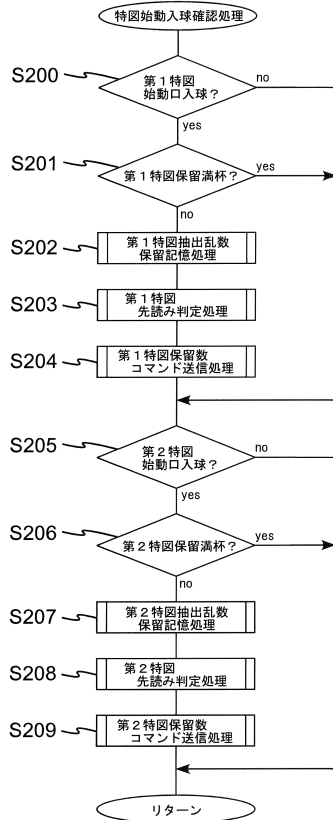 特図始動入球確認処理
S200
第1特図
始動口入球？
no
yes
S201
第1特図保留満杯？
yes
no
S202
第1特図抽出乱数
保留記憶処理
S203
第1特図
先読み判定処理
S204
第1特図保留数
コマンド送信処理
S205
第2特図
始動口入球？
no
yes
S206
第2特図保留満杯？
yes
no
S207
第2特図抽出乱数
保留記憶処理
S208
第2特図
先読み判定処理
S209
第2特図保留数
コマンド送信処理
リターン